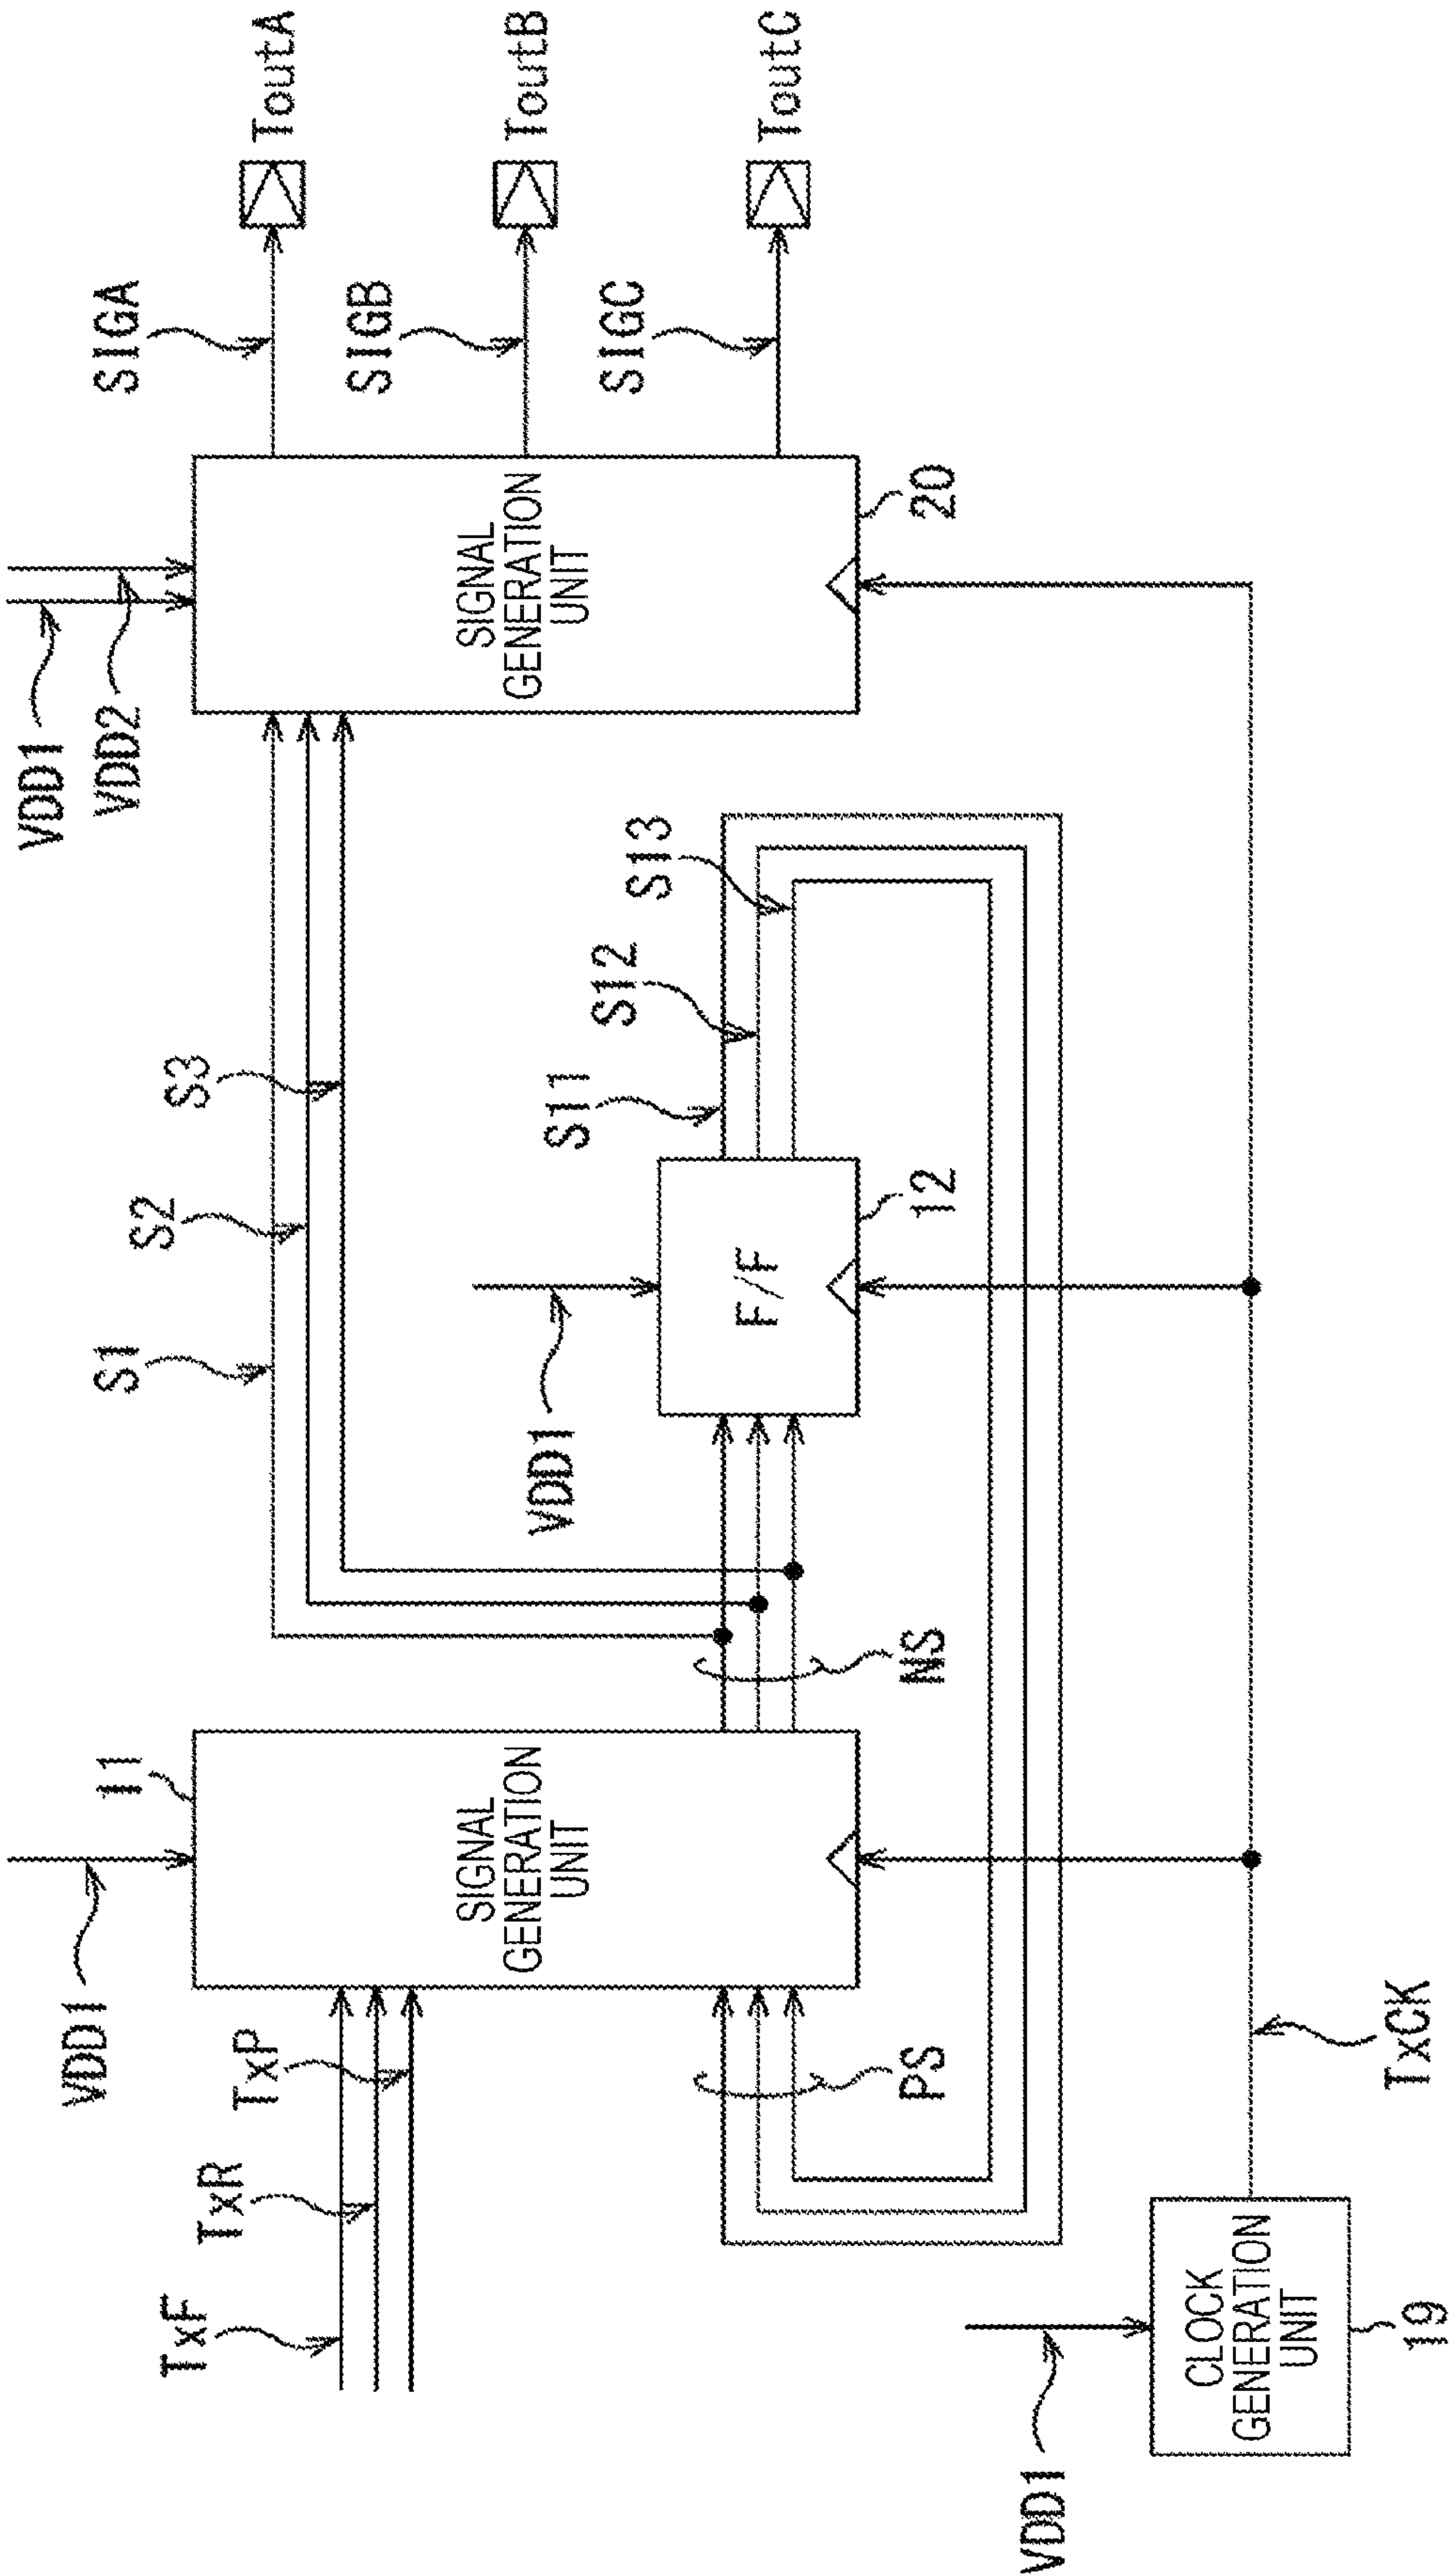 VDD1
11
TxF
TxR
TxP
SIGNAL
GENERATION
UNIT
PS
NS
S1
S2
S3
VDD1
F/F
12
S11
S12
S13
VDD1
VDD2
SIGNAL
GENERATION
UNIT
20
SIGA
SIGB
SIGC
ToutA
ToutB
ToutC
VDD1
CLOCK
GENERATION
UNIT
19
TxCK